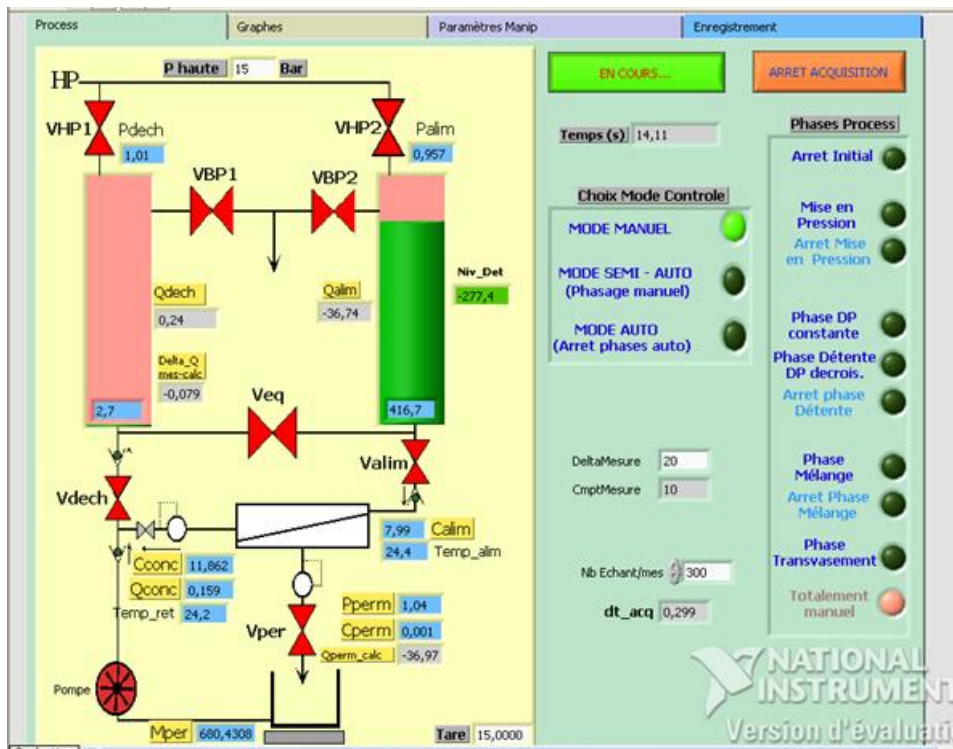 Process
Graphes
Paramètres Manip
Enregistrement
P haute 15 Bar
HP
VHP1
Pdech
1,01
VHP2
Palim
0,957
VBP1
VBP2
Qdech
0,24
Delta_Q
mes-calc
-0,079
2,7
Qalim
-36,74
Niv_Det
-277,4
416,7
Veq
Valim
Vdech
7,99 Calim
24,4 Temp_alim
Cconc 11,862
Qconc 0,159
Temp_ret 24,2
Pperm 1,04
Cperm 0,001
Qperm_calc -36,97
Vper
Pompe
Mper 680,4308
Tare 15,0000
EN COURS...
ARRET ACQUISITION
Temps (s) 14,11
Choix Mode Controle
MODE MANUEL
MODE SEMI - AUTO
(Phasage manuel)
MODE AUTO
(Arret phases auto)
DeltaMesure 20
CmptMesure 10
Nb Echant/mes 300
dt_acq 0,299
Phases Process
Arret Initial
Mise en
Pression
Arret Mise
en Pression
Phase DP
constante
Phase Détente
DP decrois.
Arret phase
Détente
Phase
Mélange
Arret Phase
Mélange
Phase
Transvasement
Totalement
manuel
NATIONAL
INSTRUMENT
Version d'évaluati